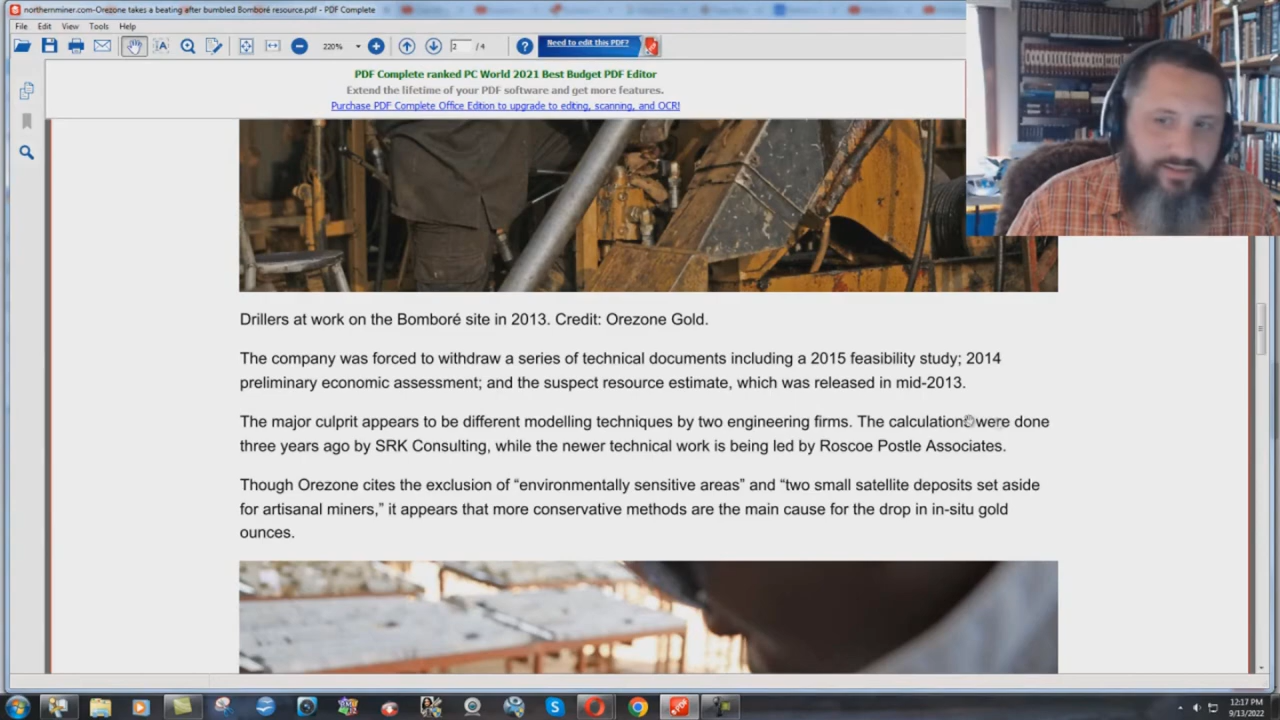 northernminer.com-Orezone takes a beating after bumbled Bomboré resource.pdf - PDF Complete
File Edit View Tools Help
220% 2 / 4 Need to edit this PDF?
PDF Complete ranked PC World 2021 Best Budget PDF Editor
Extend the lifetime of your PDF software and get more features.
Purchase PDF Complete Office Edition to upgrade to editing, scanning, and OCR!
Drillers at work on the Bomboré site in 2013. Credit: Orezone Gold.
The company was forced to withdraw a series of technical documents including a 2015 feasibility study; 2014
preliminary economic assessment; and the suspect resource estimate, which was released in mid-2013.
The major culprit appears to be different modelling techniques by two engineering firms. The calculations were done
three years ago by SRK Consulting, while the newer technical work is being led by Roscoe Postle Associates.
Though Orezone cites the exclusion of “environmentally sensitive areas” and “two small satellite deposits set aside
for artisanal miners,” it appears that more conservative methods are the main cause for the drop in in-situ gold
ounces.
12:17 PM
9/13/2022